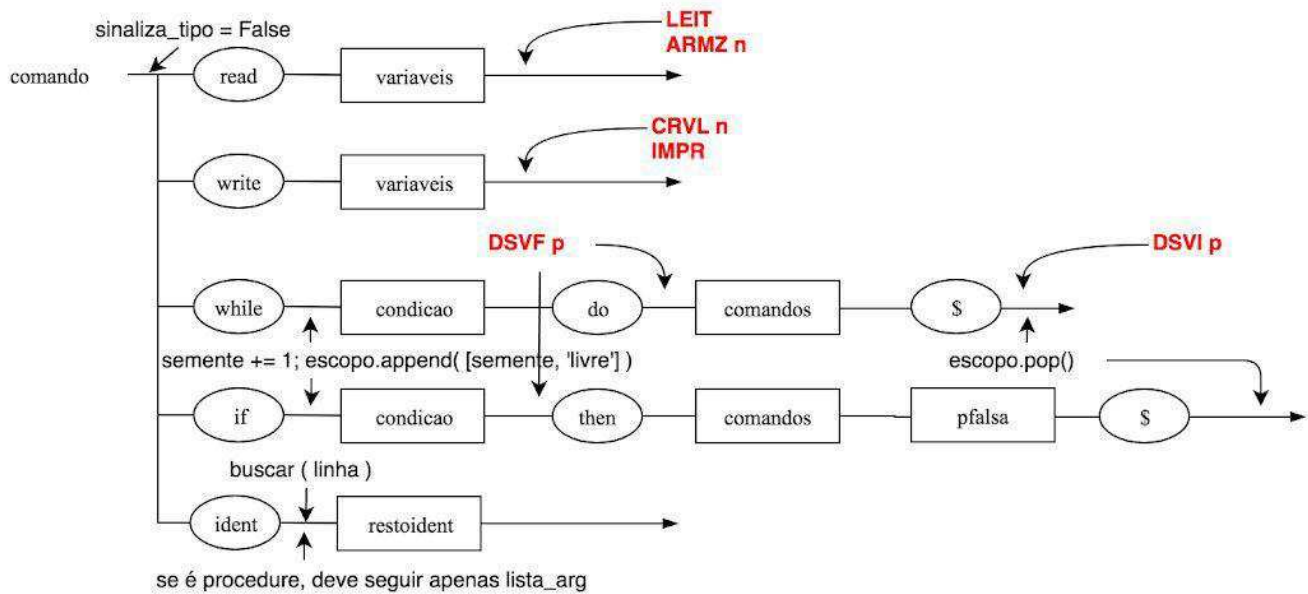 sinaliza_tipo = False
LEIT
ARMZ n
comando
read
variaveis
CRVL n
IMPR
write
variaveis
DSVF p
DSVI p
while
condicao
do
comandos
$
semente += 1; escopo.append( [semente, 'livre'] )
escopo.pop()
if
condicao
then
comandos
pfalsa
$
buscar ( linha )
ident
restoident
se é procedure, deve seguir apenas lista_arg